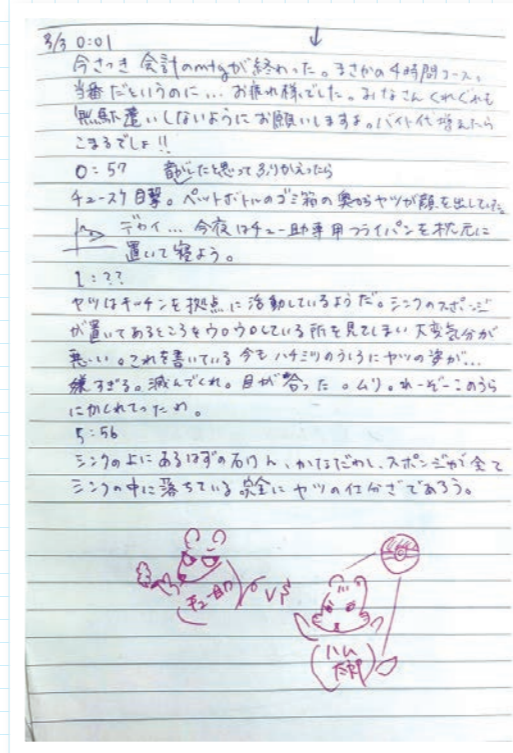 3/3 0:01
今さっき会計のmtgが終わった。まさかの4時間コース。
当番だというのに…お疲れ様でした。みなさんくれぐれも
無駄遣いしないようにお願いしますよ。バイト代増えたら
こまるでしょ!!
0:57 音がしたと思ってふりかえったら
チュースケ目撃。ペットボトルのゴミ箱の奥からヤツが顔を出していた
デカイ…今夜はチュー助専用フライパンを枕元に
置いて寝よう。
1:??
ヤツはキーチンを拠点に活動しているようだ。シンクのスポンジ
が置いてあるところをウロウロしている所を見てしまい大変気分が
悪い。これを書いている今もハチミツのうしろにヤツの姿が…
嫌すぎる。滅んでくれ。目が合った。ムリ。れーぞーこのうら
にかくれてったわ。
5:56
シンクの上にあるはずの石けん、かなだわし、スポンジが全て
シンクの中に落ちている。完全にヤツの仕わざであろう。
チュー助
VS
ハム
太郎